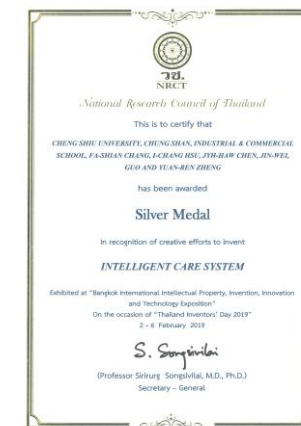 วช.
NRCT
National Research Council of Thailand
This is to certify that
CHENG SHIU UNIVERSITY, CHUNG SHAN, INDUSTRIAL & COMMERCIAL
SCHOOL, FA-SHIAN CHANG, I-CHANG HSU, JYH-HAW CHEN, JIN-WEI,
GUO AND YUAN-REN ZHENG
has been awarded
Silver Medal
In recognition of creative efforts to invent
INTELLIGENT CARE SYSTEM
Exhibited at "Bangkok International Intellectual Property, Invention, Innovation
and Technology Exposition"
On the occasion of "Thailand Inventors' Day 2019"
2 – 6 February 2019
S. Songsivilai
(Professor Sirirurg Songsivilai, M.D., Ph.D.)
Secretary – General